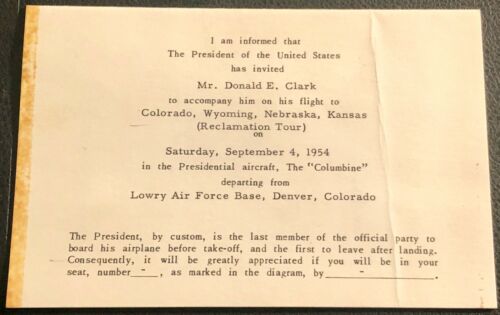 I am informed that
The President of the United States
has invited
Mr. Donald E. Clark
to accompany him on his flight to
Colorado, Wyoming, Nebraska, Kansas
(Reclamation Tour)
on
Saturday, September 4, 1954
in the Presidential aircraft, The "Columbine"
departing from
Lowry Air Force Base, Denver, Colorado
The President, by custom, is the last member of the official party to
board his airplane before take-off, and the first to leave after landing.
Consequently, it will be greatly appreciated if you will be in your
seat, number __-__, as marked in the diagram, by ______-____________.